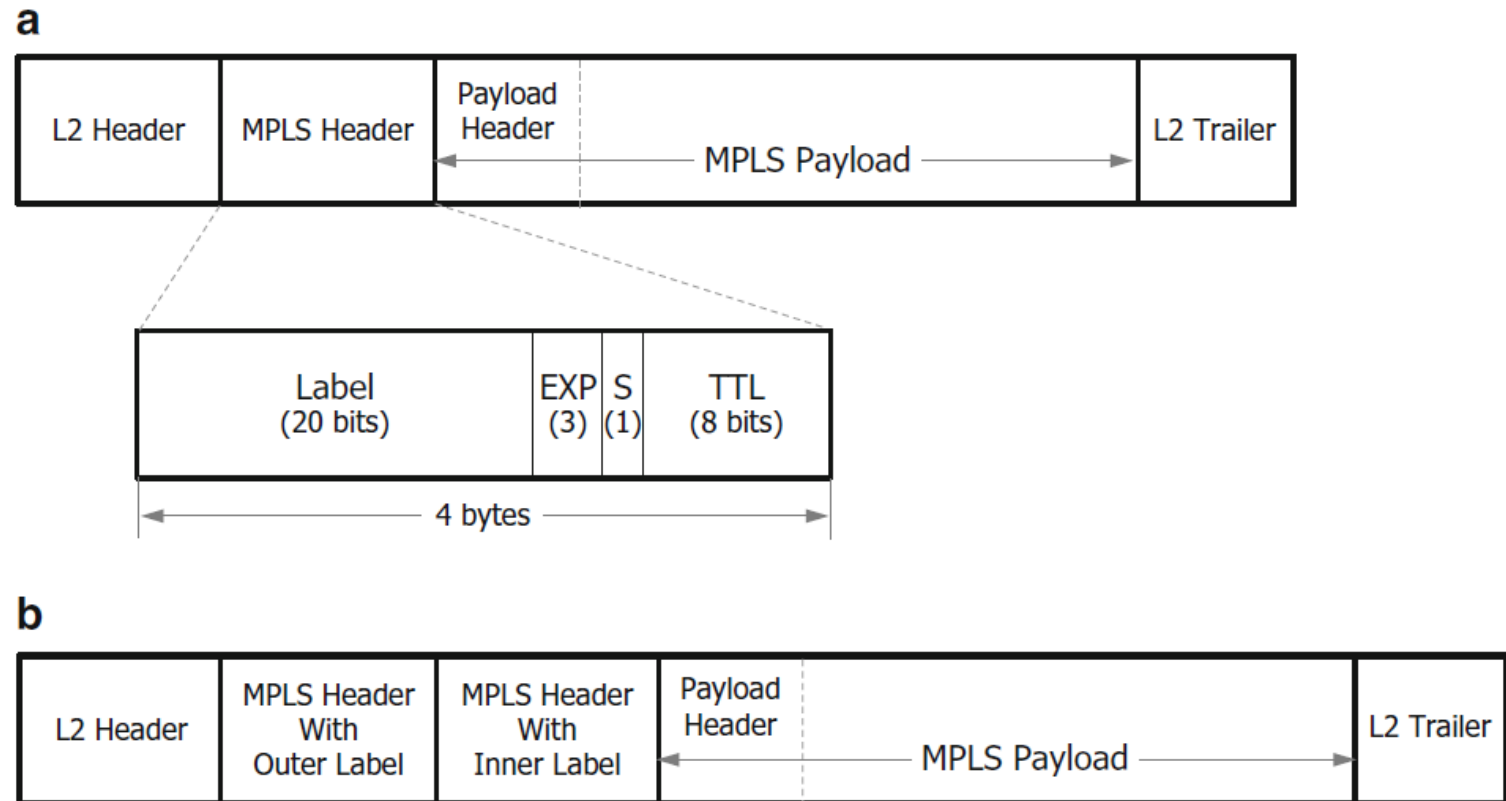 a
L2 Header
MPLS Header
Payload
Header
MPLS Payload
L2 Trailer
Label
(20 bits)
EXP
(3)
S
(1)
TTL
(8 bits)
4 bytes
b
L2 Header
MPLS Header
With
Outer Label
MPLS Header
With
Inner Label
Payload
Header
MPLS Payload
L2 Trailer